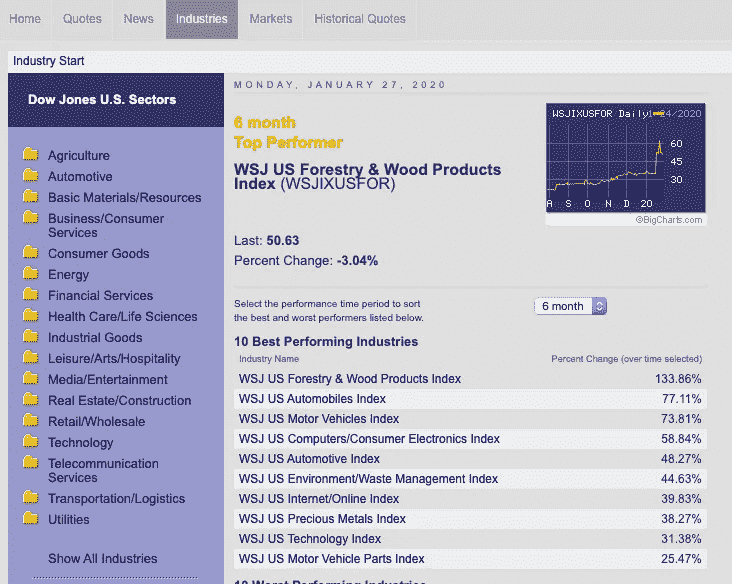 Home Quotes News Industries Markets Historical Quotes
Industry Start
Dow Jones U.S. Sectors
Agriculture
Automotive
Basic Materials/Resources
Business/Consumer
Services
Consumer Goods
Energy
Financial Services
Health Care/Life Sciences
Industrial Goods
Leisure/Arts/Hospitality
Media/Entertainment
Real Estate/Construction
Retail/Wholesale
Technology
Telecommunication
Services
Transportation/Logistics
Utilities
Show All Industries
MONDAY, JANUARY 27, 2020
6 month
Top Performer
WSJ US Forestry & Wood Products
Index (WSJIXUSFOR)
WSJIXUSFOR Daily 4/2020
60
45
30
A S O N D 20
©BigCharts.com
Last: 50.63
Percent Change: -3.04%
Select the performance time period to sort
the best and worst performers listed below.
6 month
10 Best Performing Industries
Industry Name Percent Change (over time selected)
WSJ US Forestry & Wood Products Index 133.86%
WSJ US Automobiles Index 77.11%
WSJ US Motor Vehicles Index 73.81%
WSJ US Computers/Consumer Electronics Index 58.84%
WSJ US Automotive Index 48.27%
WSJ US Environment/Waste Management Index 44.63%
WSJ US Internet/Online Index 39.83%
WSJ US Precious Metals Index 38.27%
WSJ US Technology Index 31.38%
WSJ US Motor Vehicle Parts Index 25.47%
10 Worst Performing Industries